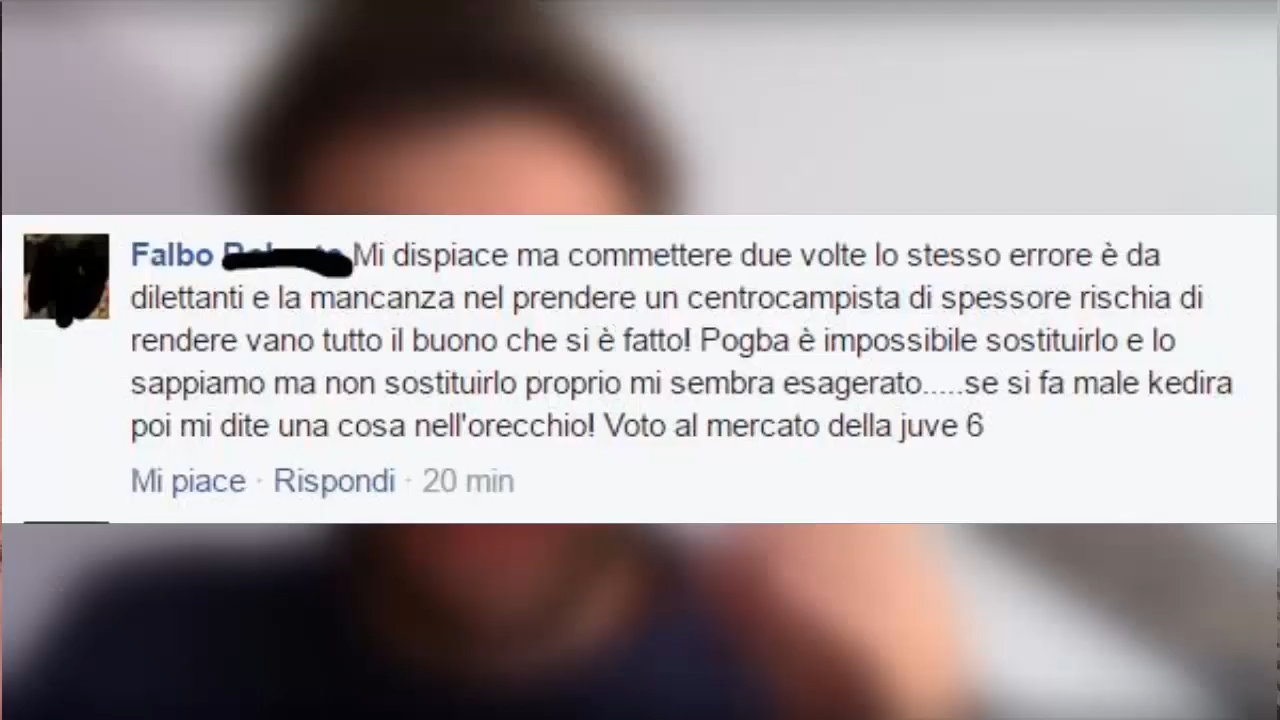 Falbo Mi dispiace ma commettere due volte lo stesso errore è da
dilettanti e la mancanza nel prendere un centrocampista di spessore rischia di
rendere vano tutto il buono che si è fatto! Pogba è impossibile sostituirlo e lo
sappiamo ma non sostituirlo proprio mi sembra esagerato.....se si fa male kedira
poi mi dite una cosa nell'orecchio! Voto al mercato della juve 6
Mi piace · Rispondi · 20 min